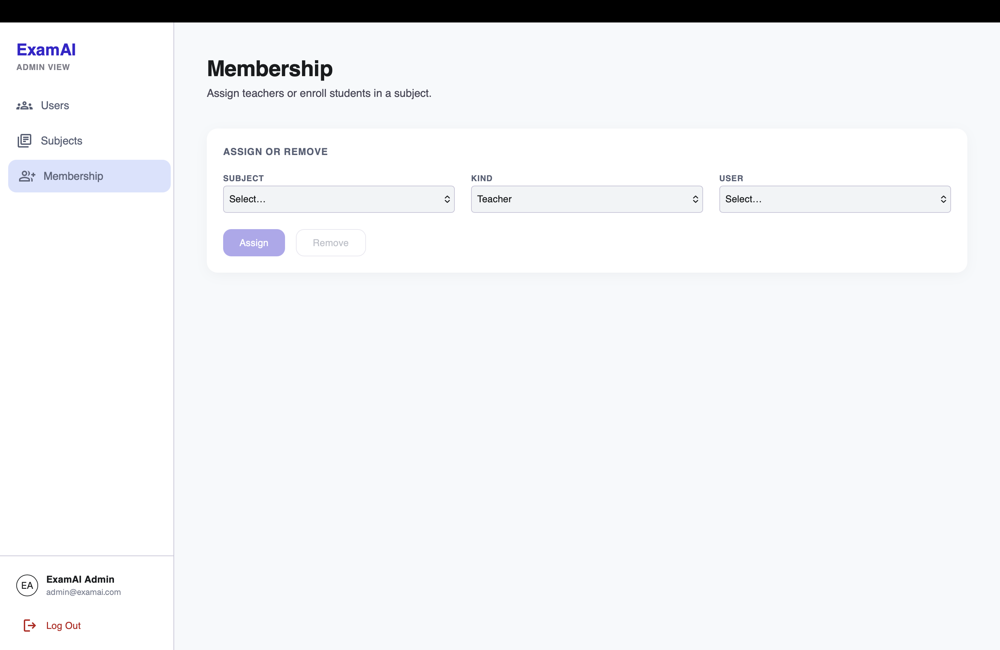 ExamAI
ADMIN VIEW
Users
Subjects
Membership
Membership
Assign teachers or enroll students in a subject.
ASSIGN OR REMOVE
SUBJECT
Select…
KIND
Teacher
USER
Select…
Assign
Remove
EA
ExamAI Admin
admin@examai.com
Log Out